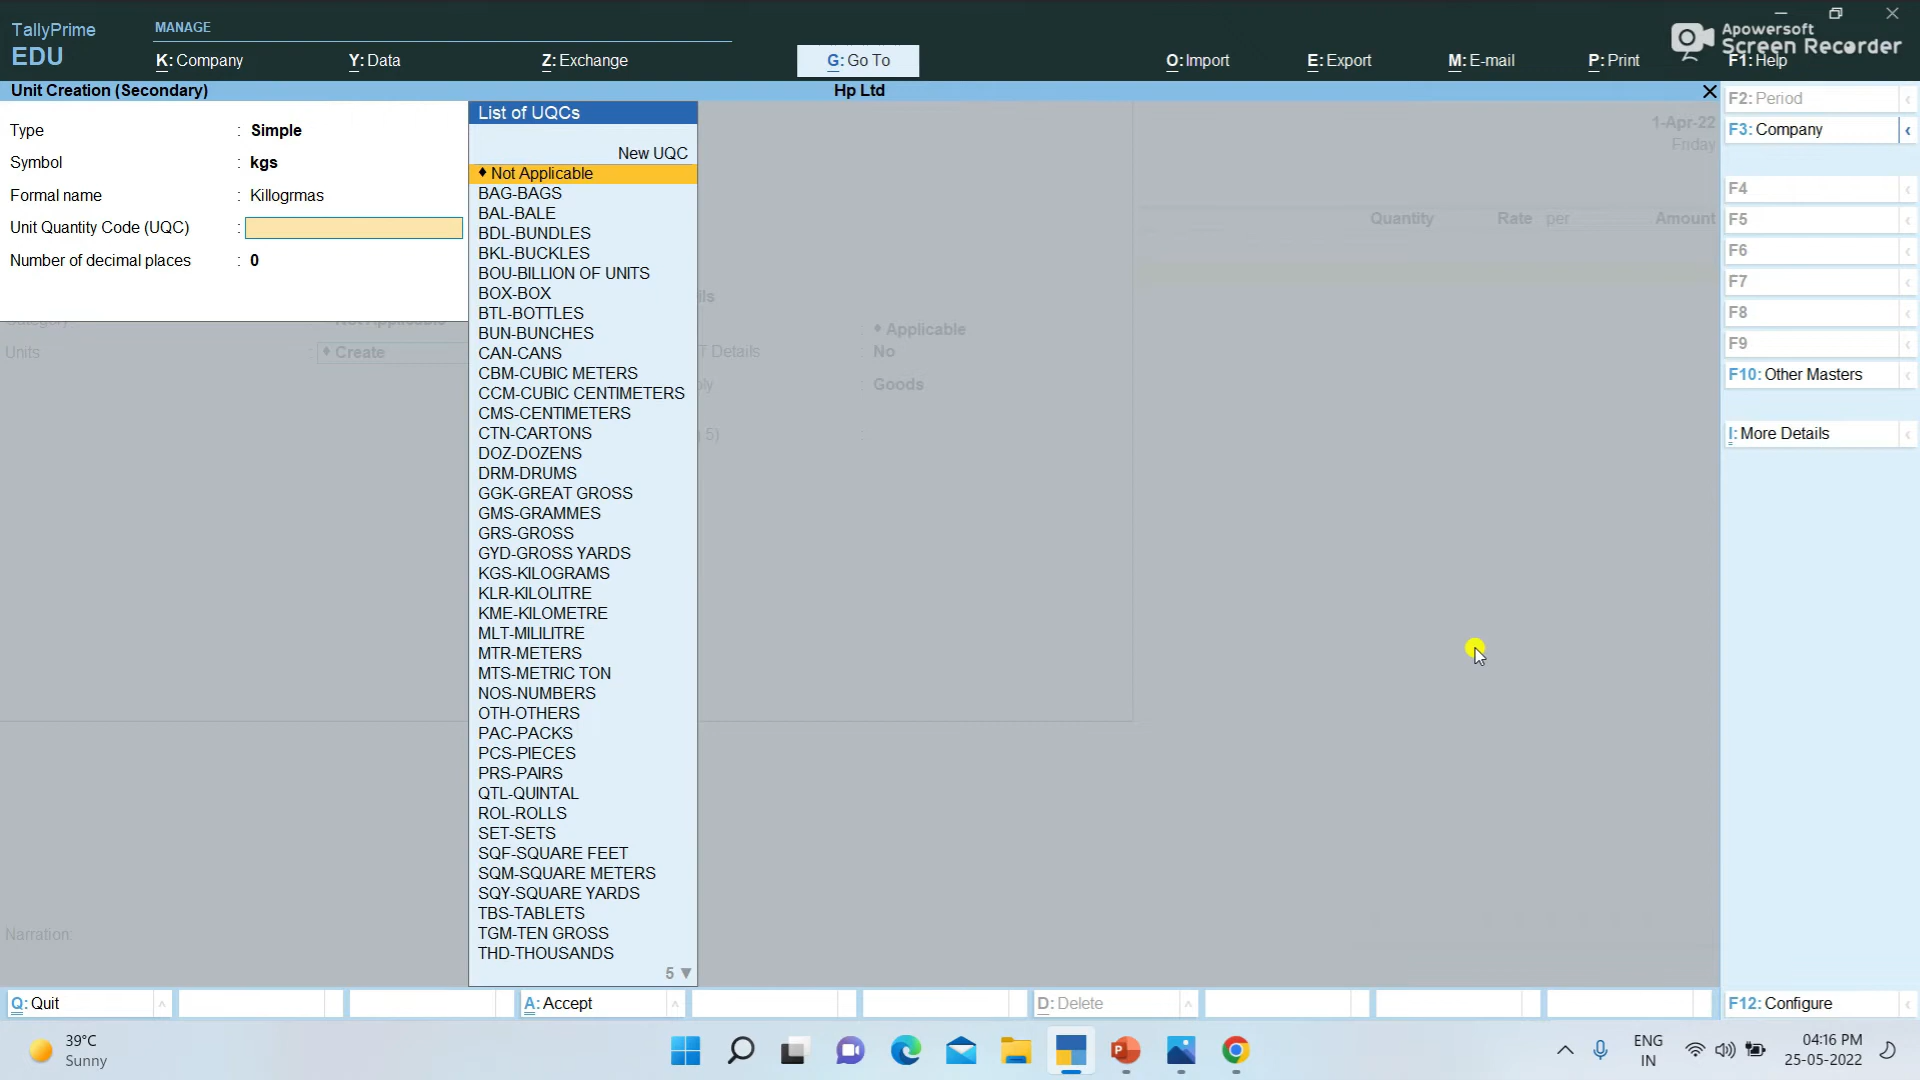 TallyPrime
EDU
MANAGE
K: Company
Y: Data
Z: Exchange
G: Go To
O: Import
E: Export
M: E-mail
P: Print
F1: Help
Apowersoft
Screen Recorder
Unit Creation (Secondary)
Hp Ltd
Type : Simple
Symbol : kgs
Formal name : Killogrmas
Unit Quantity Code (UQC) :
Number of decimal places : 0
Units
Create
List of UQCs
New UQC
♦ Not Applicable
BAG-BAGS
BAL-BALE
BDL-BUNDLES
BKL-BUCKLES
BOU-BILLION OF UNITS
BOX-BOX
BTL-BOTTLES
BUN-BUNCHES
CAN-CANS
CBM-CUBIC METERS
CCM-CUBIC CENTIMETERS
CMS-CENTIMETERS
CTN-CARTONS
DOZ-DOZENS
DRM-DRUMS
GGK-GREAT GROSS
GMS-GRAMMES
GRS-GROSS
GYD-GROSS YARDS
KGS-KILOGRAMS
KLR-KILOLITRE
KME-KILOMETRE
MLT-MILILITRE
MTR-METERS
MTS-METRIC TON
NOS-NUMBERS
OTH-OTHERS
PAC-PACKS
PCS-PIECES
PRS-PAIRS
QTL-QUINTAL
ROL-ROLLS
SET-SETS
SQF-SQUARE FEET
SQM-SQUARE METERS
SQY-SQUARE YARDS
TBS-TABLETS
TGM-TEN GROSS
THD-THOUSANDS
5 ▼
♦ Applicable
T Details : No
: Goods
5) :
1-Apr-22
Friday
Quantity Rate per Amount
Narration:
F2: Period
F3: Company
F4
F5
F6
F7
F8
F9
F10: Other Masters
I: More Details
F12: Configure
Q: Quit
A: Accept
D: Delete
39°C
Sunny
ENG
IN
04:16 PM
25-05-2022